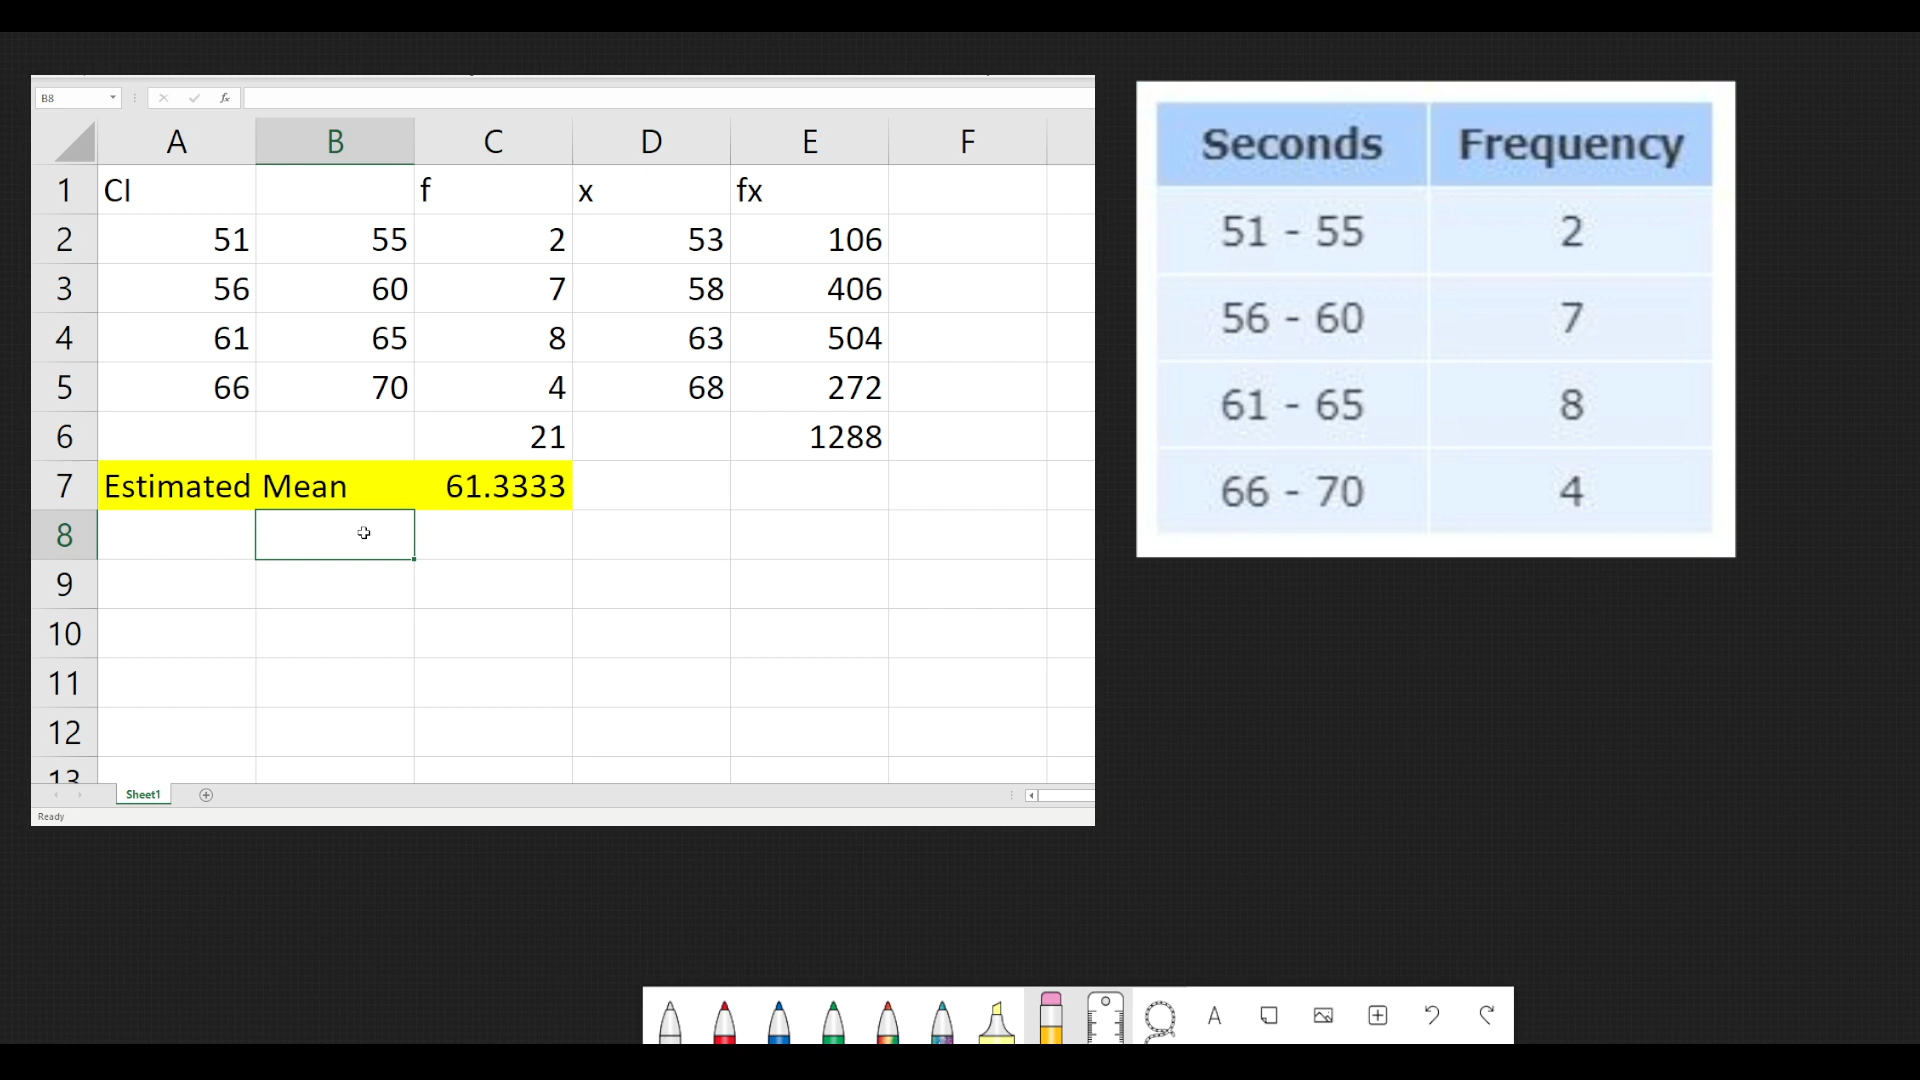 B8
fx
A B C D E F
1 CI f x fx
2 51 55 2 53 106
3 56 60 7 58 406
4 61 65 8 63 504
5 66 70 4 68 272
6 21 1288
7 Estimated Mean 61.3333
8
9
10
11
12
13
Sheet1
Ready
Seconds Frequency
51 - 55 2
56 - 60 7
61 - 65 8
66 - 70 4
A